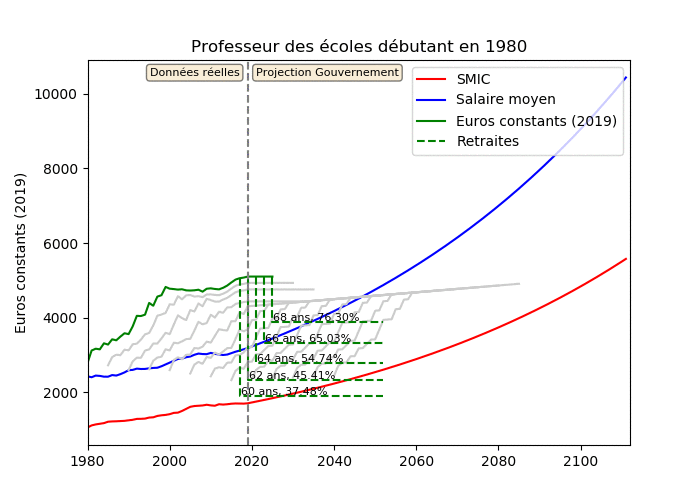 Professeur des écoles débutant en 1980
Données réelles
Projection Gouvernement
SMIC
Salaire moyen
Euros constants (2019)
Retraites
Euros constants (2019)
10000
8000
6000
4000
2000
68 ans, 76.30%
66 ans, 65.03%
64 ans, 54.74%
62 ans, 45.41%
60 ans, 37.48%
1980 2000 2020 2040 2060 2080 2100